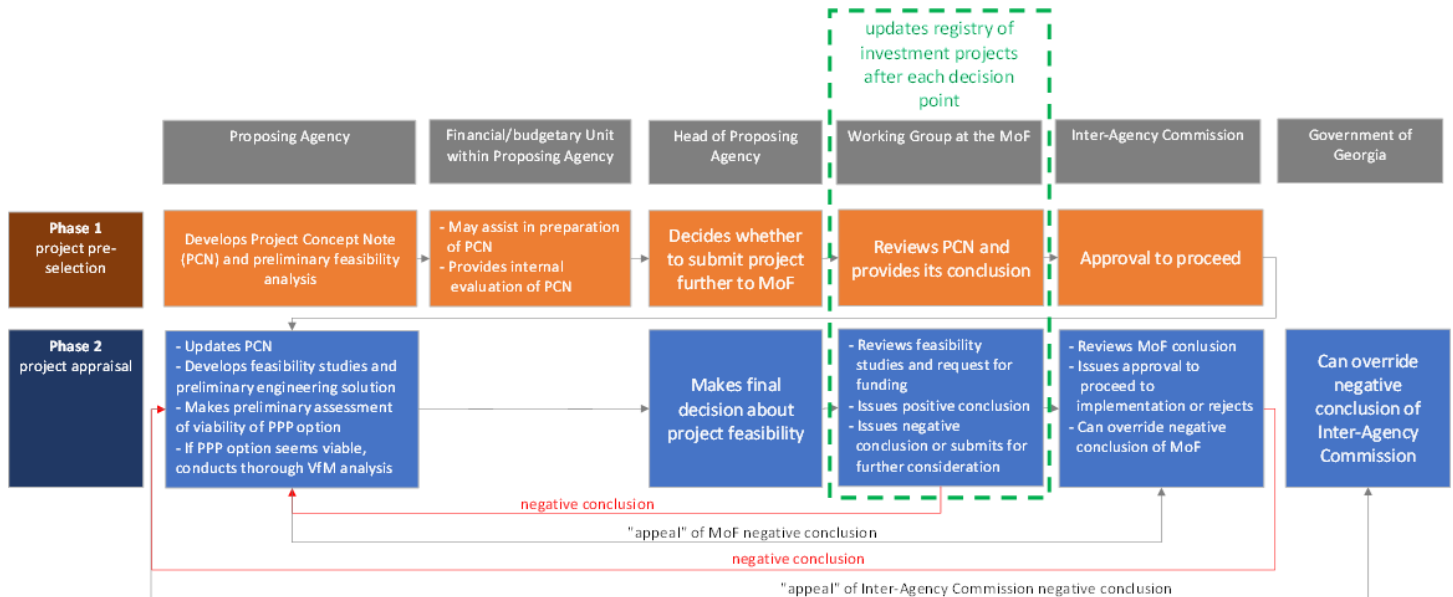 updates registry of
investment projects
after each decision
point
Proposing Agency
Financial/budgetary Unit
within Proposing Agency
Head of Proposing
Agency
Working Group at the MoF
Inter-Agency Commission
Government of
Georgia
Phase 1
project pre-
selection
Develops Project Concept Note
(PCN) and preliminary feasibility
analysis
- May assist in preparation
of PCN
- Provides internal
evaluation of PCN
Decides whether
to submit project
further to MoF
Reviews PCN and
provides its conclusion
Approval to proceed
Phase 2
project appraisal
- Updates PCN
- Develops feasibility studies and
preliminary engineering solution
- Makes preliminary assessment
of viability of PPP option
- If PPP option seems viable,
conducts thorough VfM analysis
Makes final
decision about
project feasibility
- Reviews feasibility
studies and request for
funding
- Issues positive conclusion
- Issues negative
conclusion or submits for
further consideration
- Reviews MoF conlusion
- Issues approval to
proceed to
implementation or rejects
- Can override negative
conclusion of MoF
Can override
negative
conclusion of
Inter-Agency
Commission
negative conclusion
"appeal" of MoF negative conclusion
negative conclusion
"appeal" of Inter-Agency Commission negative conclusion